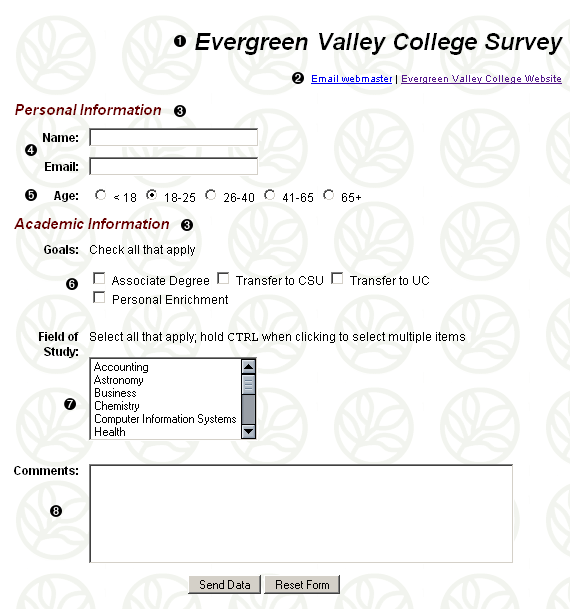 ❶ Evergreen Valley College Survey
❷ Email webmaster | Evergreen Valley College Website
Personal Information ❸
Name:
❹
Email:
❺ Age: < 18 18-25 26-40 41-65 65+
Academic Information ❸
Goals: Check all that apply
❻ Associate Degree Transfer to CSU Transfer to UC
Personal Enrichment
Field of Study: Select all that apply; hold CTRL when clicking to select multiple items
Accounting
Astronomy
Business
❼ Chemistry
Computer Information Systems
Health
Comments:
❽
Send Data Reset Form